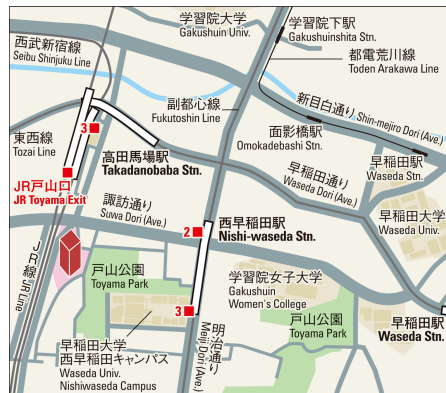 学習院大学
Gakushuin Univ.
学習院下駅
Gakushuinshita Stn.
西武新宿線
Seibu Shinjuku Line
都電荒川線
Toden Arakawa Line
副都心線
Fukutoshin Line
新目白通り Shin-mejiro Dori (Ave.)
3
東西線
Tozai Line
面影橋駅
Omokadebashi Stn.
高田馬場駅
Takadanobaba Stn.
早稲田通り
Waseda Dori (Ave.)
早稲田駅
Waseda Stn.
JR戸山口
JR Toyama Exit
諏訪通り
Suwa Dori (Ave.)
2
西早稲田駅
Nishi-waseda Stn.
早稲田大学
Waseda Univ.
JR線 JR Line
戸山公園
Toyama Park
学習院女子大学
Gakushuin
Women's College
3
明治通り
Meiji Dori (Ave.)
戸山公園
Toyama Park
早稲田駅
Waseda Stn.
早稲田大学
西早稲田キャンパス
Waseda Univ.
Nishiwaseda Campus